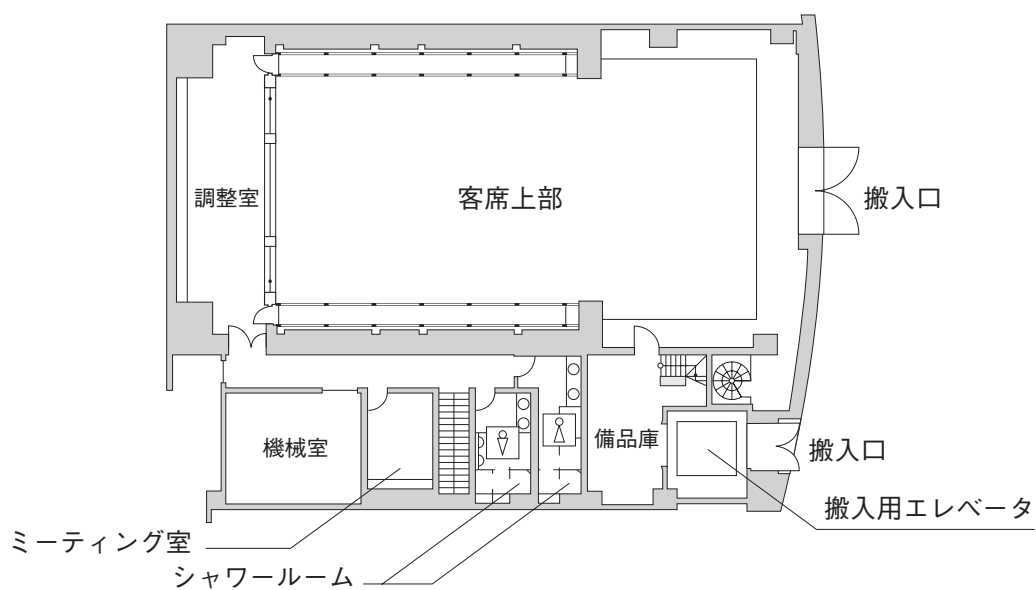 調整室
客席上部
搬入口
機械室
備品庫
搬入口
搬入用エレベータ
ミーティング室
シャワールーム